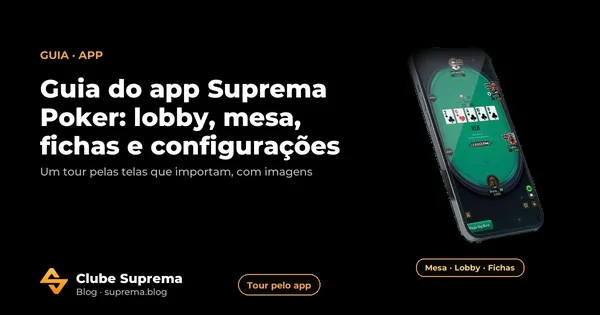 GUIA · APP
Guia do app Suprema
Poker: lobby, mesa,
fichas e configurações
Um tour pelas telas que importam, com imagens
Clube Suprema
Blog · suprema.blog
Tour pelo app
Mesa · Lobby · Fichas